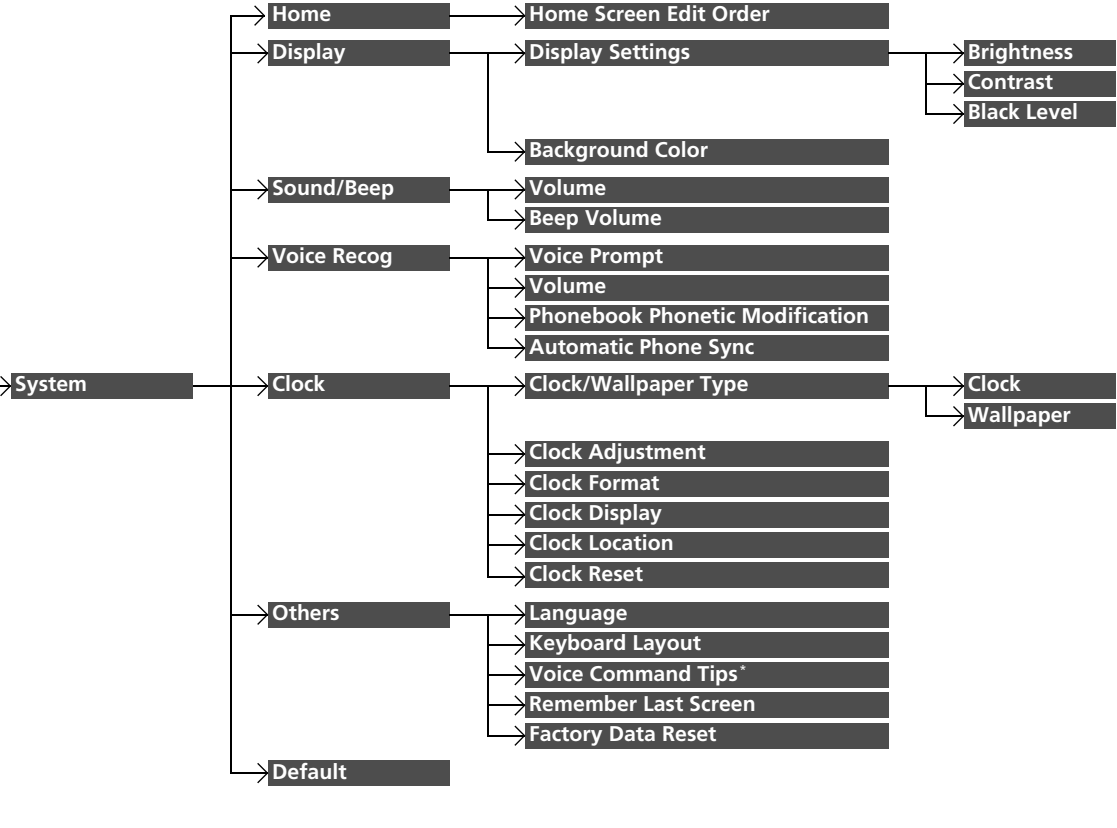 Home
Home Screen Edit Order
Display
Display Settings
Brightness
Contrast
Black Level
Background Color
Sound/Beep
Volume
Beep Volume
Voice Recog
Voice Prompt
Volume
Phonebook Phonetic Modification
Automatic Phone Sync
System
Clock
Clock/Wallpaper Type
Clock
Wallpaper
Clock Adjustment
Clock Format
Clock Display
Clock Location
Clock Reset
Others
Language
Keyboard Layout
Voice Command Tips*
Remember Last Screen
Factory Data Reset
Default